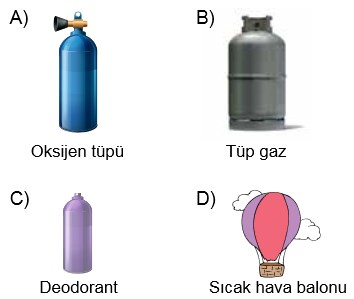 A)
B)
Oksijen tüpü
Tüp gaz
C)
D)
Deodorant
Sıcak hava balonu